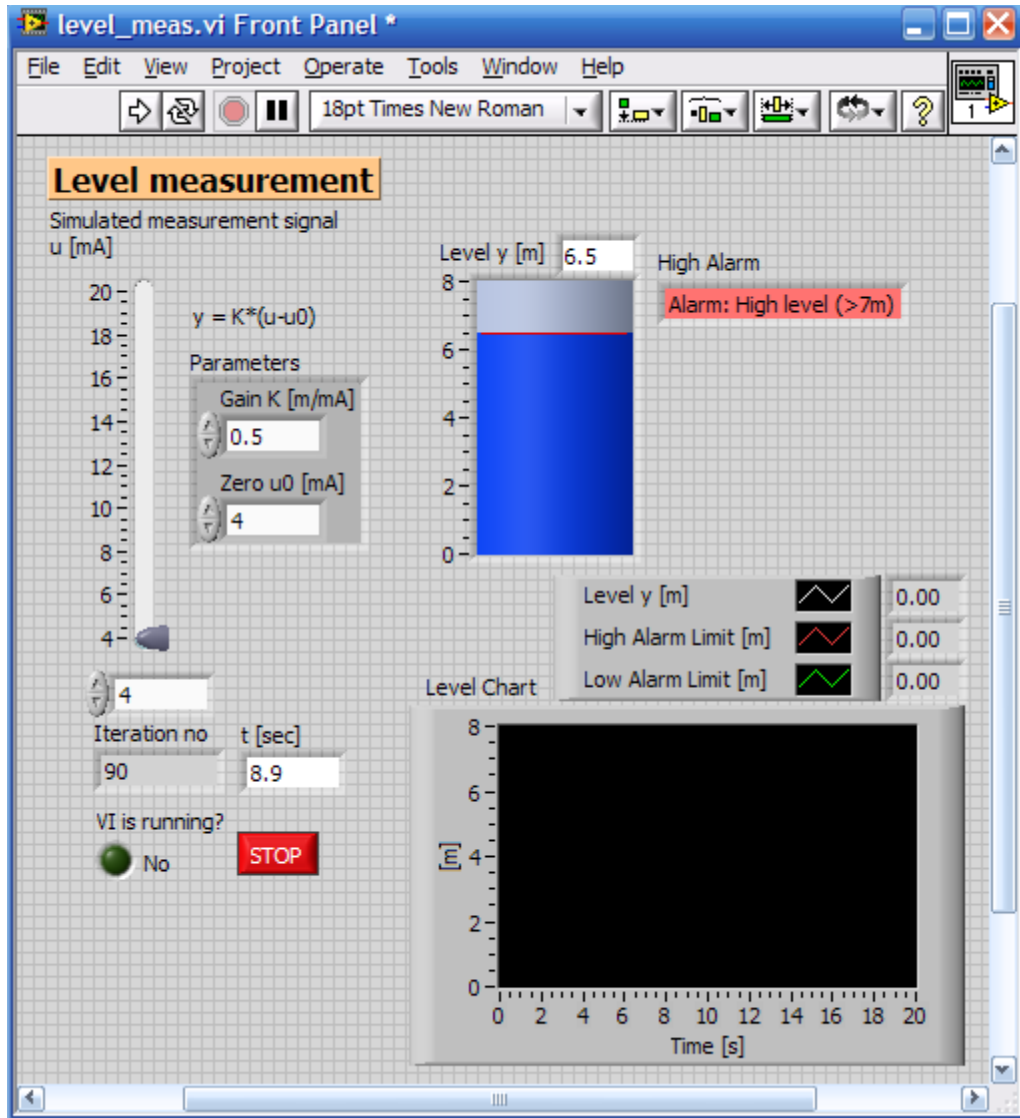 level_meas.vi Front Panel *
File Edit View Project Operate Tools Window Help
18pt Times New Roman
1
Level measurement
Simulated measurement signal
u [mA]
20
18
16
14
12
10
8
6
4
4
y = K*(u-u0)
Parameters
Gain K [m/mA]
0.5
Zero u0 [mA]
4
Level y [m] 6.5
8
6
4
2
0
High Alarm
Alarm: High level (>7m)
Level y [m] 0.00
High Alarm Limit [m] 0.00
Low Alarm Limit [m] 0.00
Iteration no t [sec]
90 8.9
VI is running?
No STOP
Level Chart
8
6
[m] 4
2
0
0 2 4 6 8 10 12 14 16 18 20
Time [s]